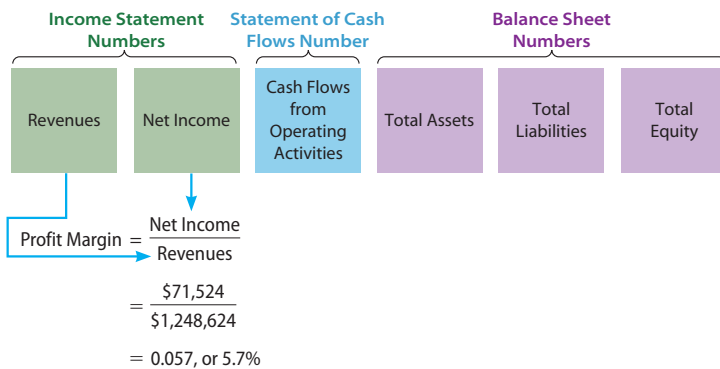 Income Statement
Numbers
Statement of Cash
Flows Number
Balance Sheet
Numbers
Revenues
Net Income
Cash Flows
from
Operating
Activities
Total Assets
Total
Liabilities
Total
Equity
Profit Margin = Net Income
Revenues
= $71,524
$1,248,624
= 0.057, or 5.7%